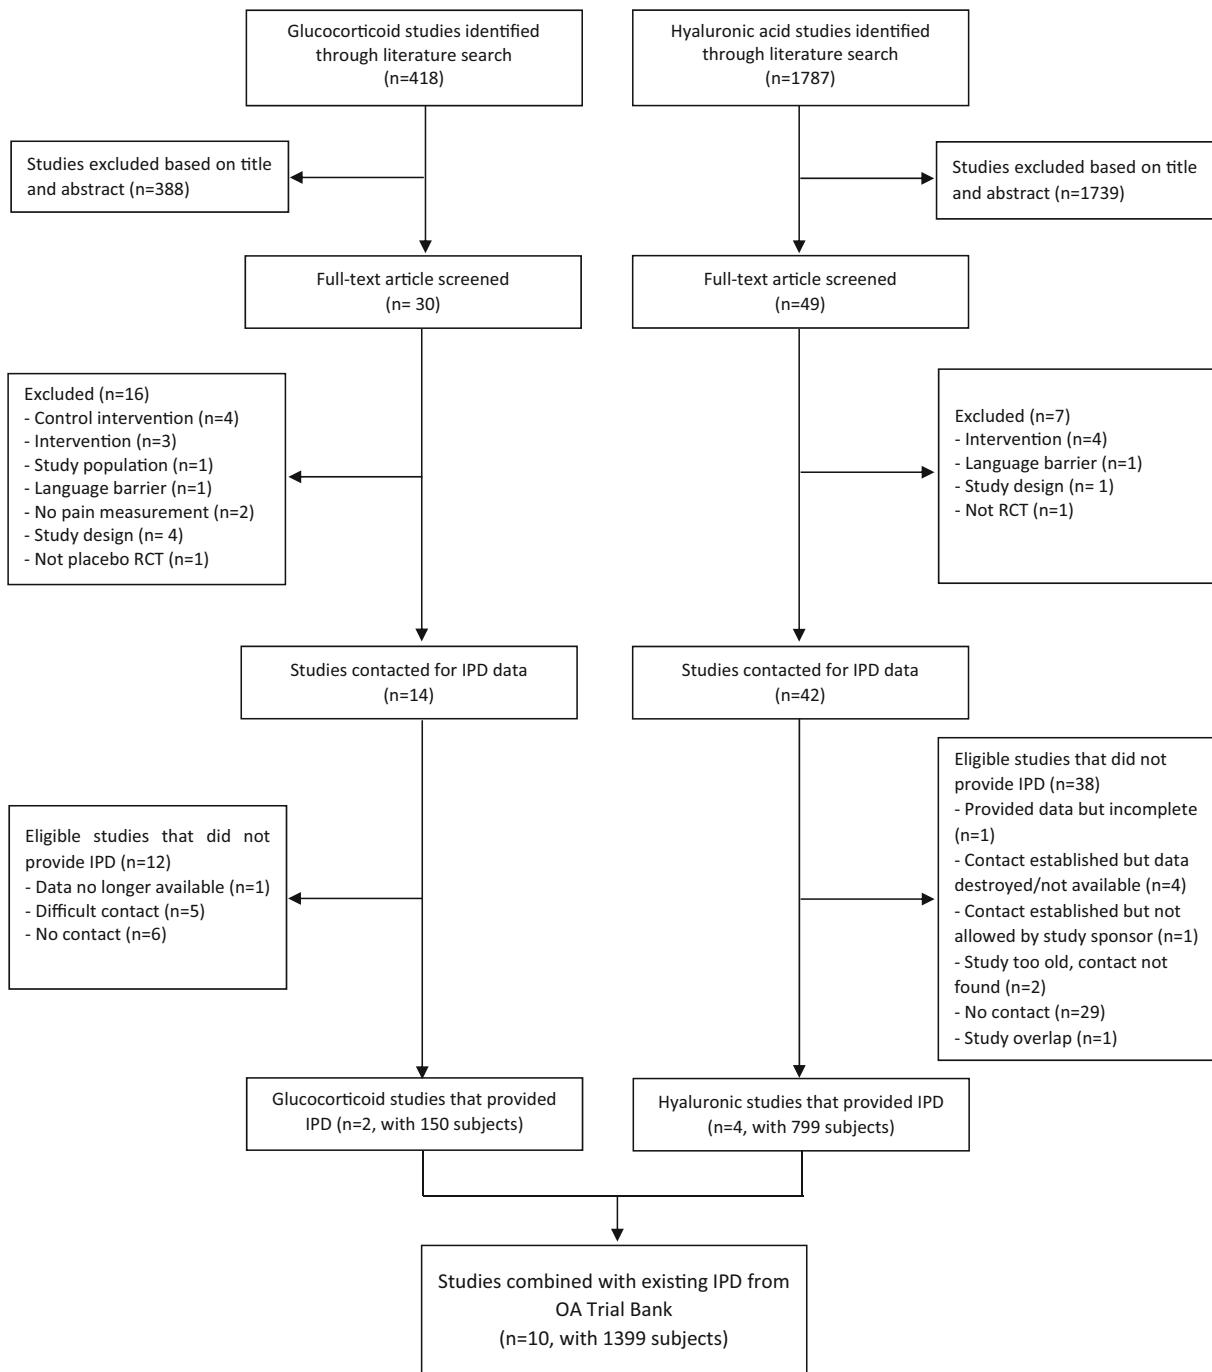 Glucocorticoid studies identified
through literature search
(n=418)
Hyaluronic acid studies identified
through literature search
(n=1787)
Studies excluded based on title
and abstract (n=388)
Studies excluded based on title
and abstract (n=1739)
Full-text article screened
(n= 30)
Full-text article screened
(n=49)
Excluded (n=16)
- Control intervention (n=4)
- Intervention (n=3)
- Study population (n=1)
- Language barrier (n=1)
- No pain measurement (n=2)
- Study design (n= 4)
- Not placebo RCT (n=1)
Excluded (n=7)
- Intervention (n=4)
- Language barrier (n=1)
- Study design (n= 1)
- Not RCT (n=1)
Studies contacted for IPD data
(n=14)
Studies contacted for IPD data
(n=42)
Eligible studies that did not
provide IPD (n=12)
- Data no longer available (n=1)
- Difficult contact (n=5)
- No contact (n=6)
Eligible studies that did not
provide IPD (n=38)
- Provided data but incomplete
(n=1)
- Contact established but data
destroyed/not available (n=4)
- Contact established but not
allowed by study sponsor (n=1)
- Study too old, contact not
found (n=2)
- No contact (n=29)
- Study overlap (n=1)
Glucocorticoid studies that provided
IPD (n=2, with 150 subjects)
Hyaluronic studies that provided IPD
(n=4, with 799 subjects)
Studies combined with existing IPD from
OA Trial Bank
(n=10, with 1399 subjects)